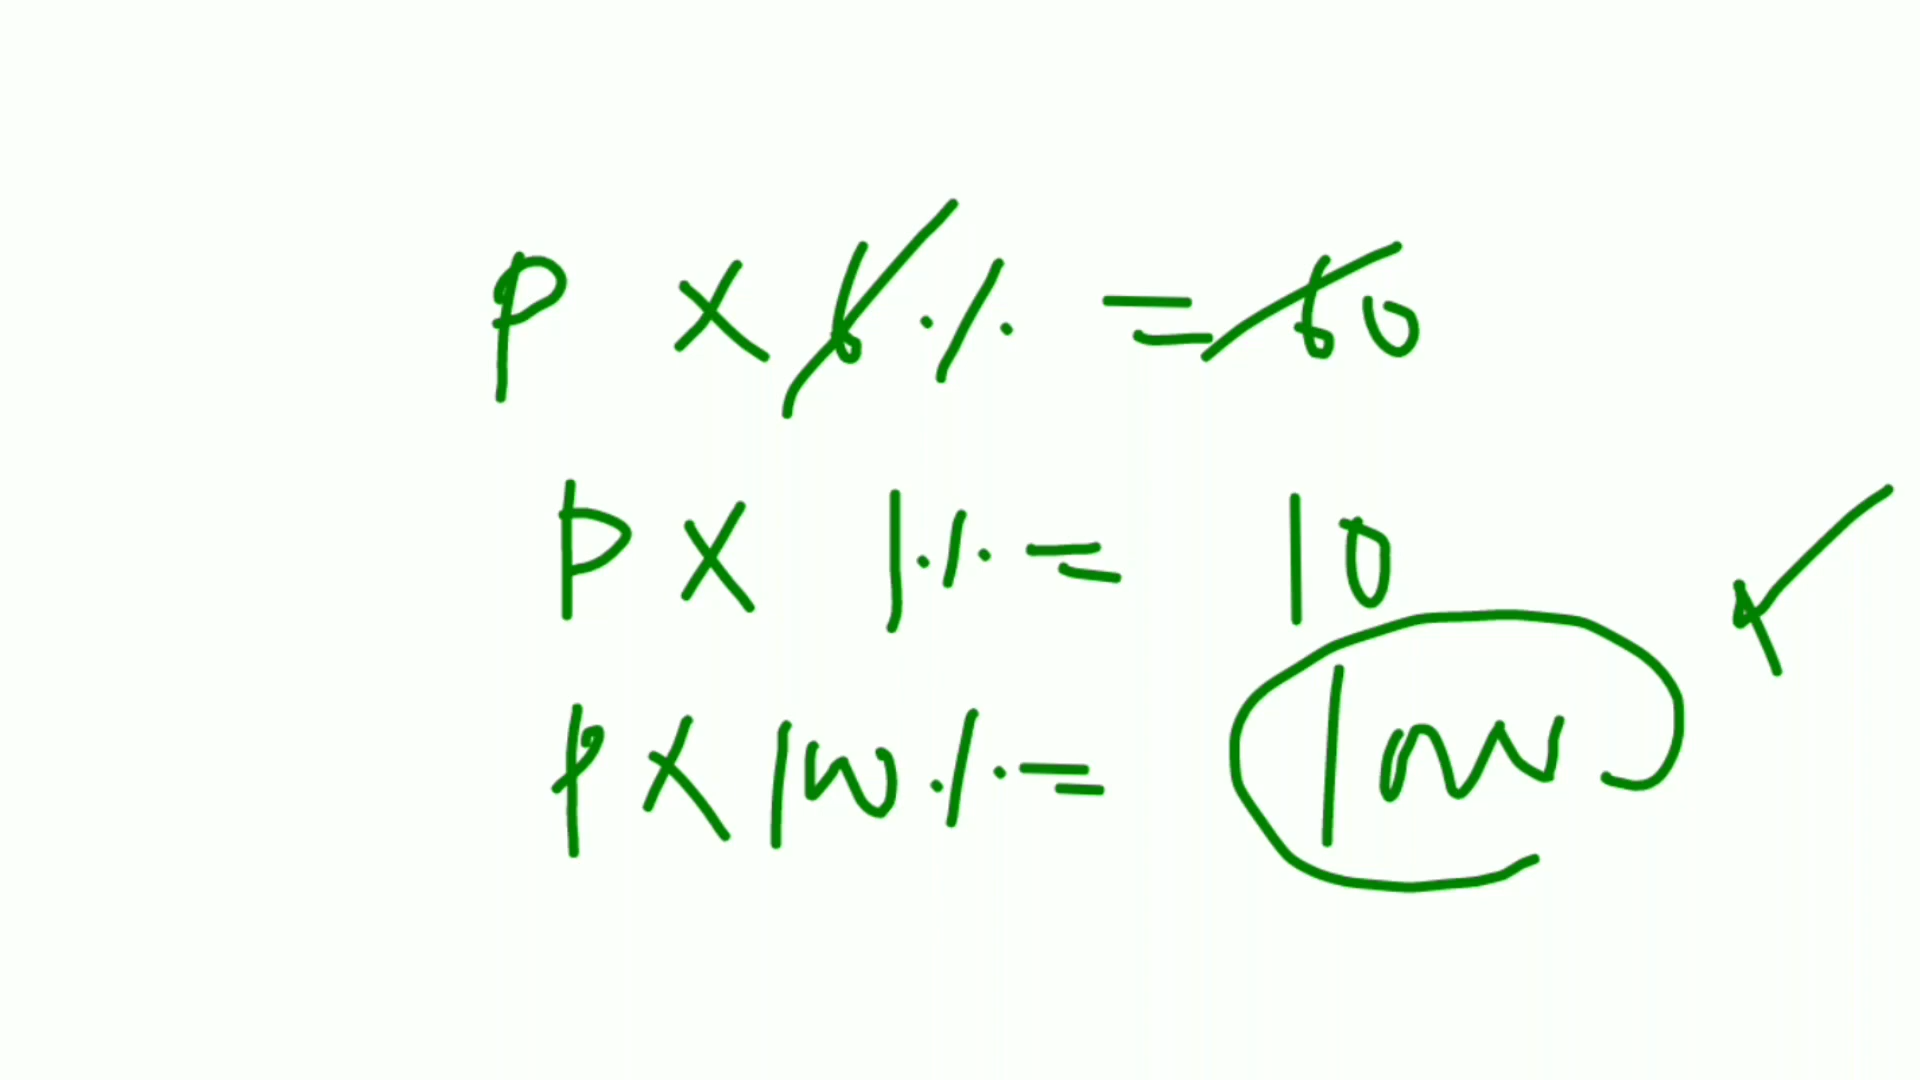 P × 6% = 60
P × 1% = 10
P × 100% = 1000